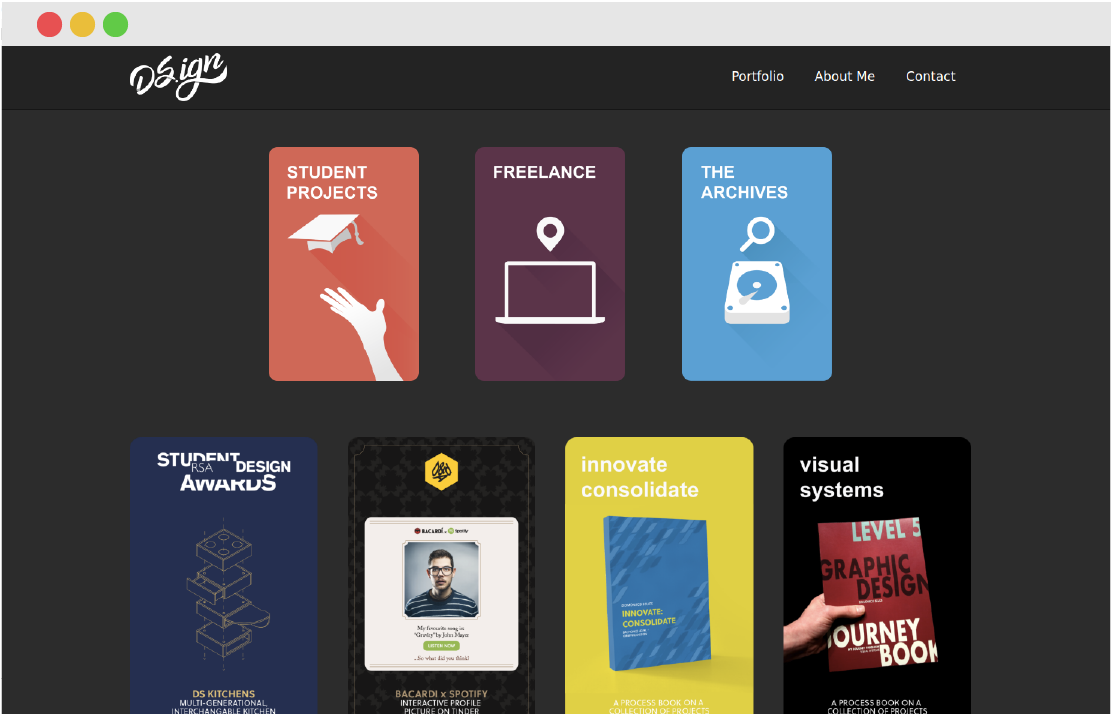 DS.ign
Portfolio
About Me
Contact
STUDENT
PROJECTS
FREELANCE
THE
ARCHIVES
STUDENT
RSA DESIGN
AWARDS
DS KITCHENS
MULTI-GENERATIONAL,
INTERCHANGABLE KITCHEN
BACARDÍ x Spotify
My favourite song is
"Gravity" by John Mayer
LISTEN NOW
...So what did you think?
BACARDI x SPOTIFY
INTERACTIVE PROFILE
PICTURE ON TINDER
innovate
consolidate
INNOVATE:
CONSOLIDATE
A PROCESS BOOK ON A
COLLECTION OF PROJECTS
visual
systems
LEVEL 5
GRAPHIC
DESIGN
JOURNEY
BOOK
A PROCESS BOOK ON A
COLLECTION OF PROJECTS